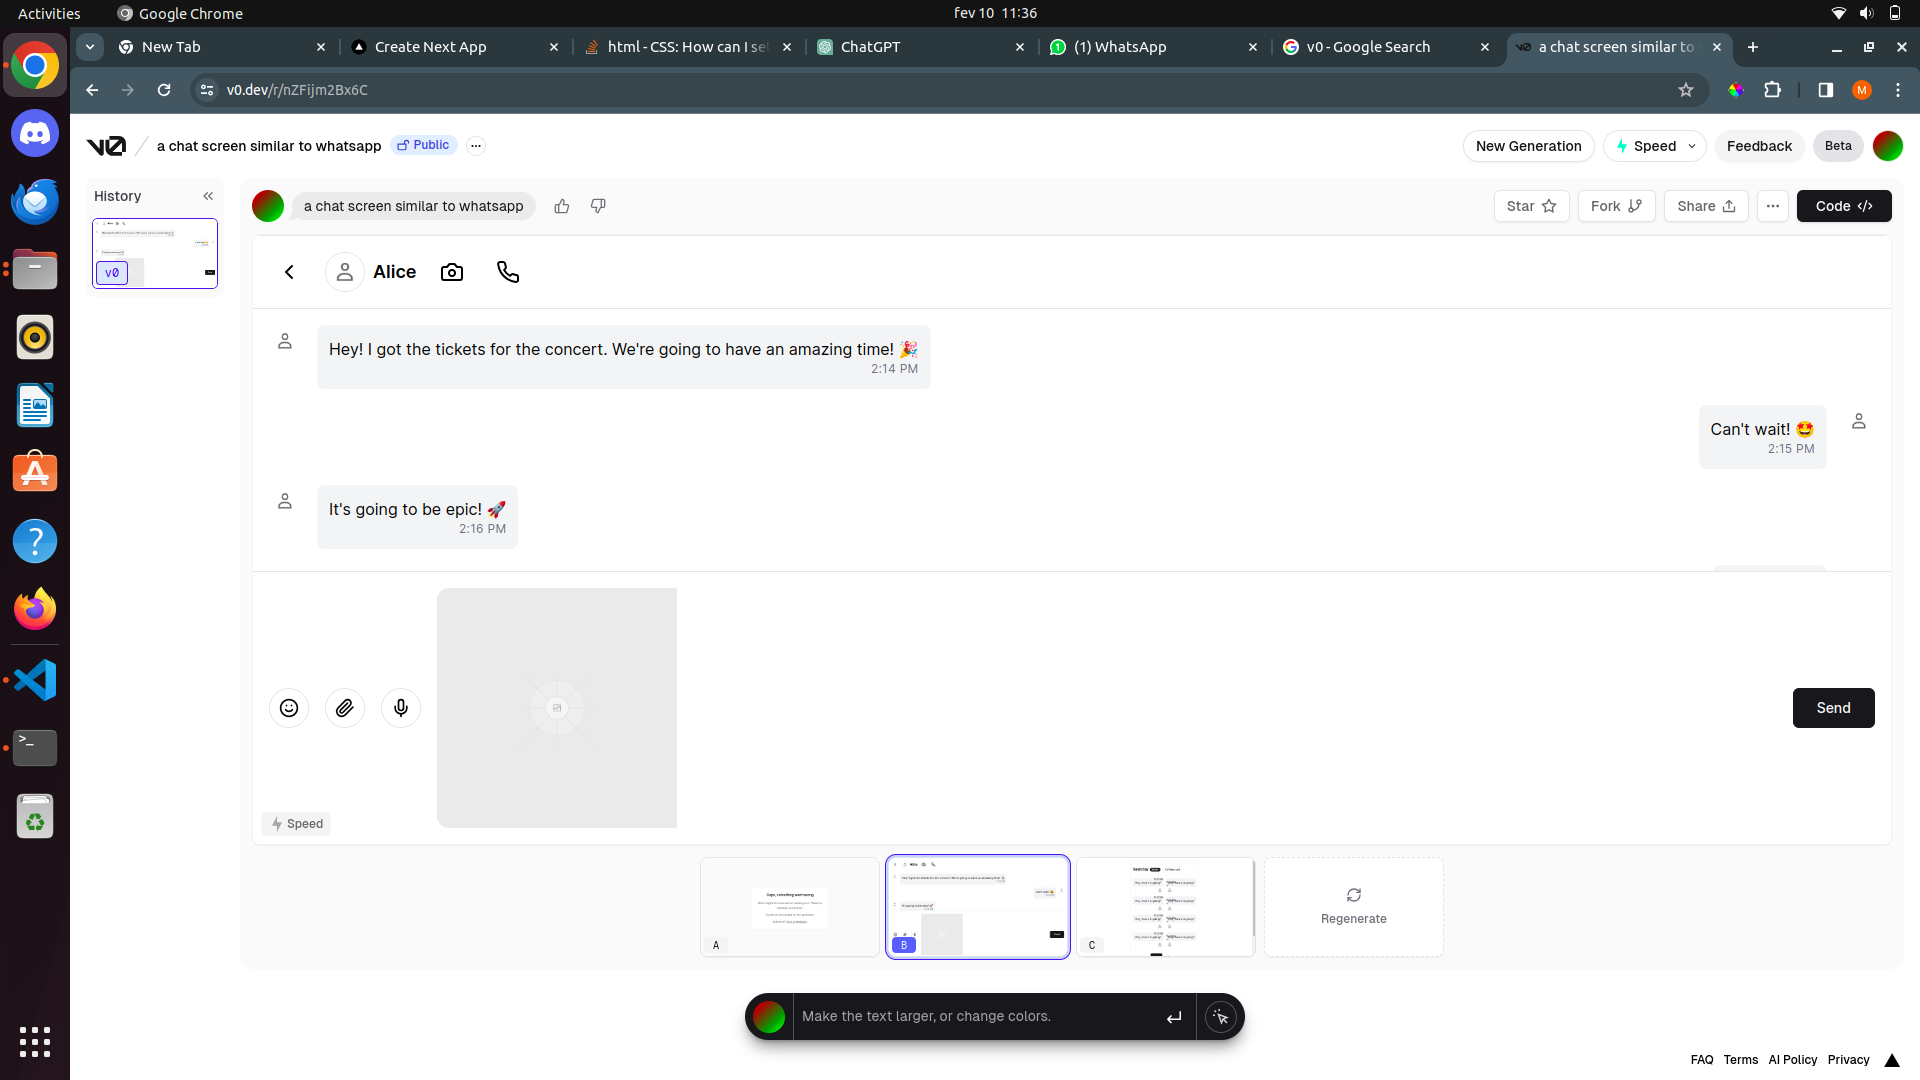 Activities
Google Chrome
fev 10 11:36
New Tab
Create Next App
html - CSS: How can I se
ChatGPT
(1) WhatsApp
v0 - Google Search
a chat screen similar to
v0.dev/r/nZFijm2Bx6C
M
v0
a chat screen similar to whatsapp
Public
New Generation
Speed
Feedback
Beta
History
v0
a chat screen similar to whatsapp
Star
Fork
Share
Code
Alice
Hey! I got the tickets for the concert. We're going to have an amazing time! 🎉
2:14 PM
Can't wait! 🤩
2:15 PM
It's going to be epic! 🚀
2:16 PM
Send
Speed
Oops, something went wrong
A
B
C
Regenerate
Make the text larger, or change colors.
FAQ
Terms
AI Policy
Privacy